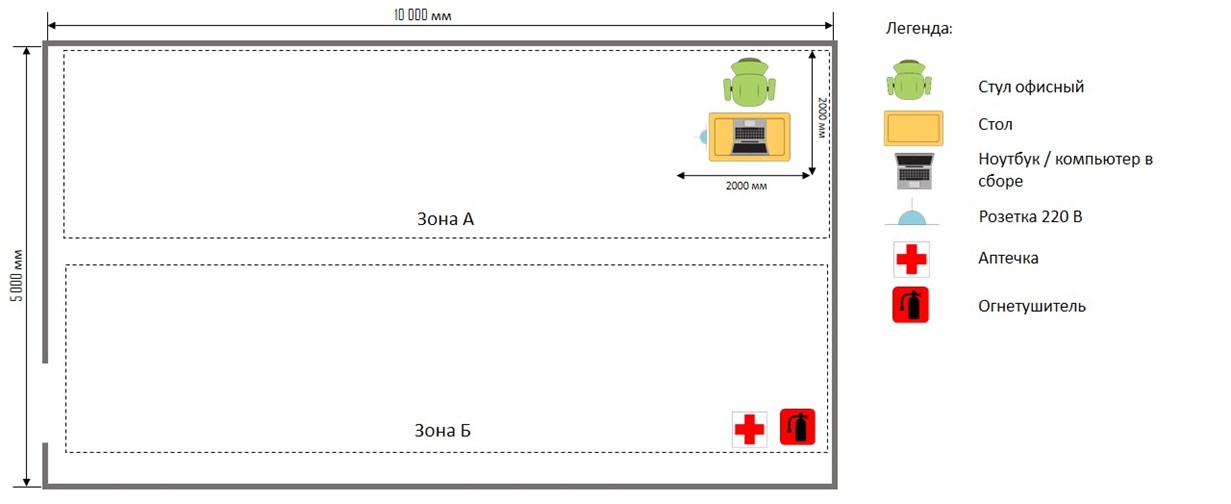 10 000 мм
Легенда:
Стул офисный
2000 мм
Стол
Ноутбук / компьютер в
сборе
2000 мм
Зона А
Розетка 220 В
5 000 мм
Аптечка
Огнетушитель
Зона Б